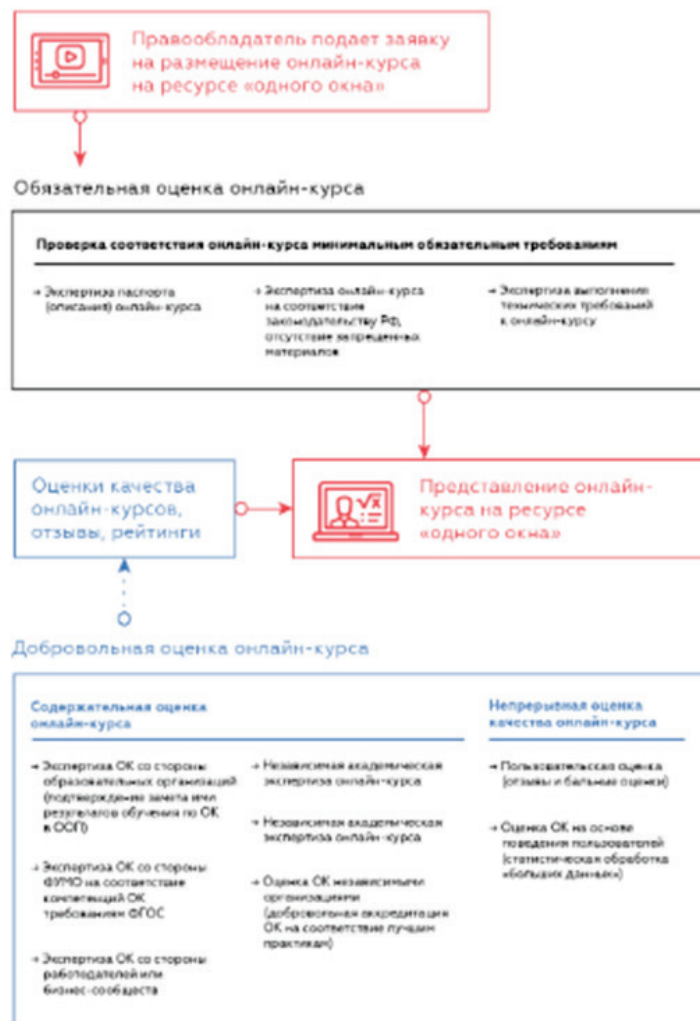 Правообладатель подает заявку
на размещение онлайн-курса
на ресурсе «одного окна»
Обязательная оценка онлайн-курса
Проверка соответствия онлайн-курса минимальным обязательным требованиям
→ Экспертиза паспорта
(описания) онлайн-курса
→ Экспертиза онлайн-курса
на соответствие
законодательству РФ,
отсутствие запрещенных
материалов
→ Экспертиза выполнения
технических требований
к онлайн-курсу
Оценки качества
онлайн-курсов,
отзывы, рейтинги
Представление онлайн-
курса на ресурсе
«одного окна»
Добровольная оценка онлайн-курса
Содержательная оценка
онлайн-курса
→ Экспертиза ОК со стороны
образовательных организаций
(подтверждение зачета ими
результатов обучения по ОК
в ООП)
→ Экспертиза ОК со стороны
ФУМО на соответствие
компетенций ОК
требованиям ФГОС
→ Экспертиза ОК со стороны
работодателей или
бизнес-сообществ
→ Независимая академическая
экспертиза онлайн-курса
→ Независимая академическая
экспертиза онлайн-курса
→ Оценка ОК независимыми
организациями
(добровольная аккредитация
ОК на соответствие лучшим
практикам)
Непрерывная оценка
качества онлайн-курса
→ Пользовательская оценка
(отзывы и бальные оценки)
→ Оценка ОК на основе
поведения пользователей
(статистическая обработка
«больших данных»)